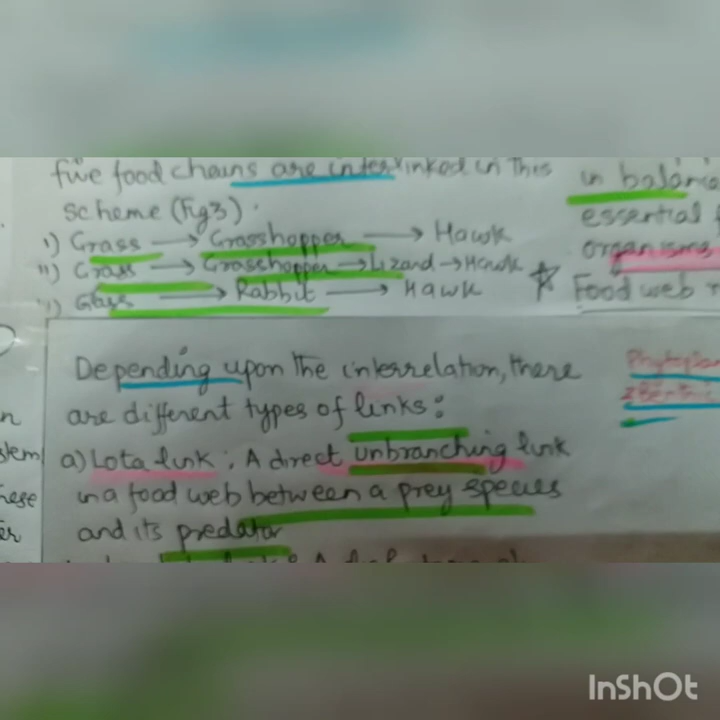 five food chains are interlinked in this
scheme (Fig 3).
i) Grass → Grasshopper → Hawk
ii) Grass → Grasshopper → Lizard → Hawk
Glass → Rabbit → Hawk
Depending upon the interrelation, there
are different types of links:
a) Lota link; A direct unbranching link
in a food web between a prey species
and its predator
in balan
essential
organisms
Food web
InShOt